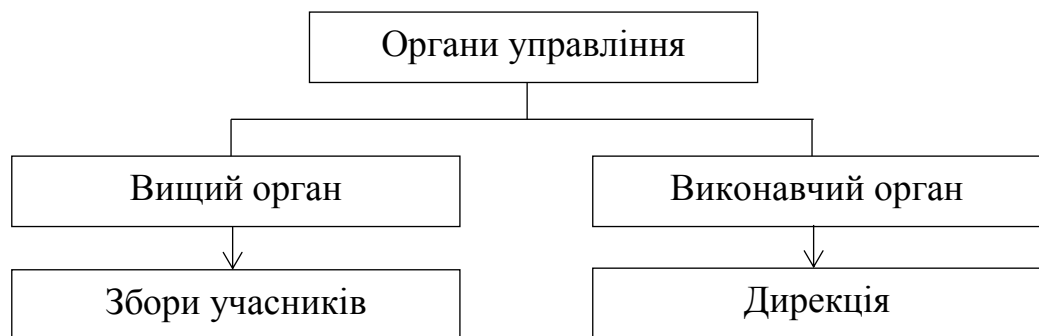 Органи управління
Вищий орган
Виконавчий орган
Збори учасників
Дирекція